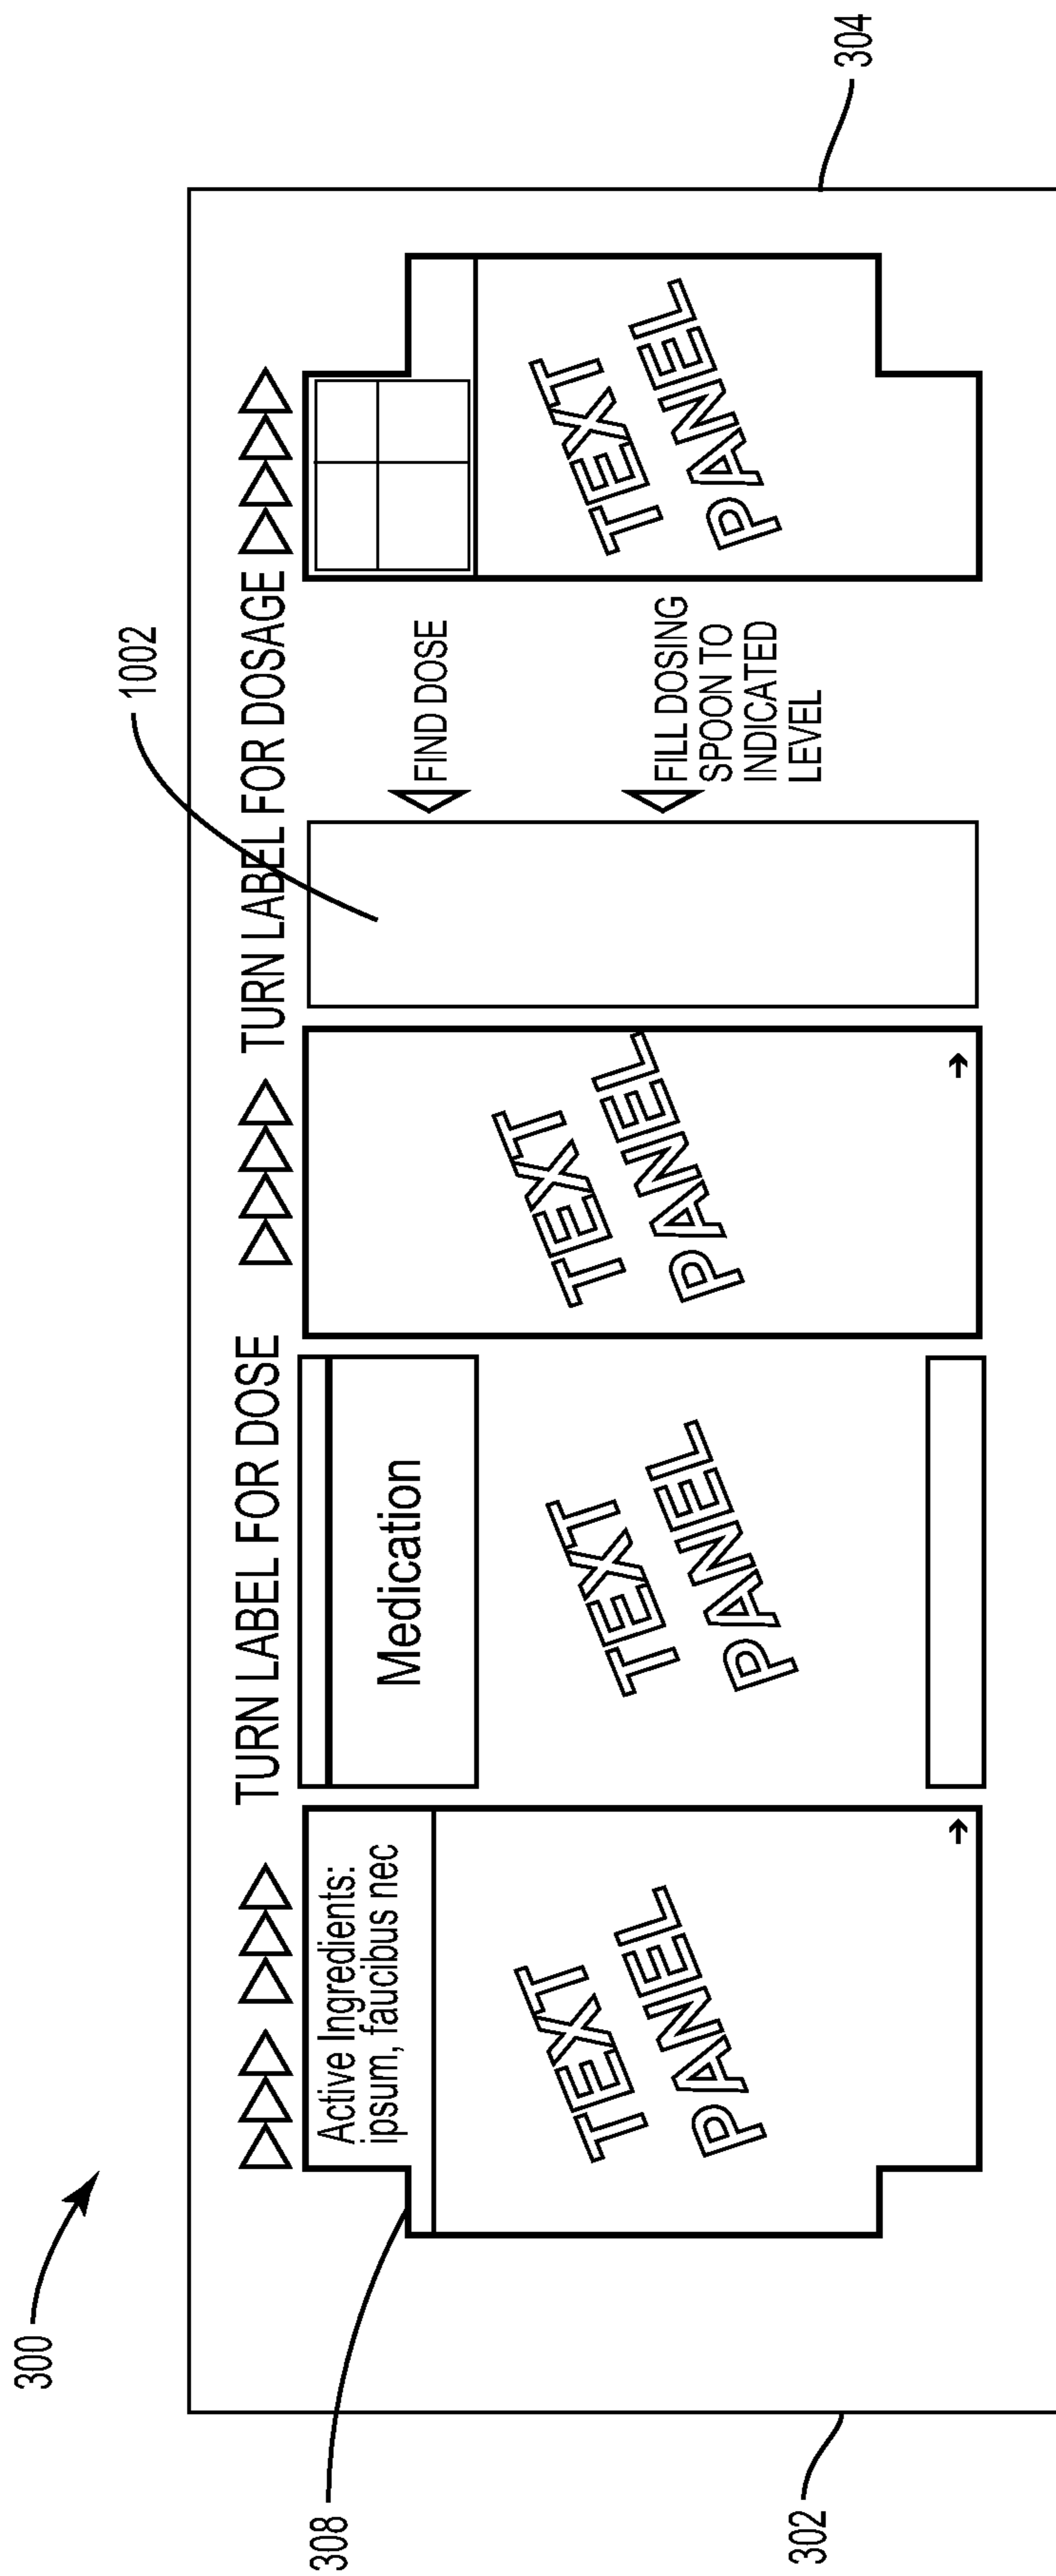 300
1002
304
308
302
TURN LABEL FOR DOSE
TURN LABEL FOR DOSAGE
Active Ingredients:
ipsum, faucibus nec
TEXT
PANEL
Medication
TEXT
PANEL
TEXT
PANEL
FIND DOSE
FILL DOSING
SPOON TO
INDICATED
LEVEL
TEXT
PANEL